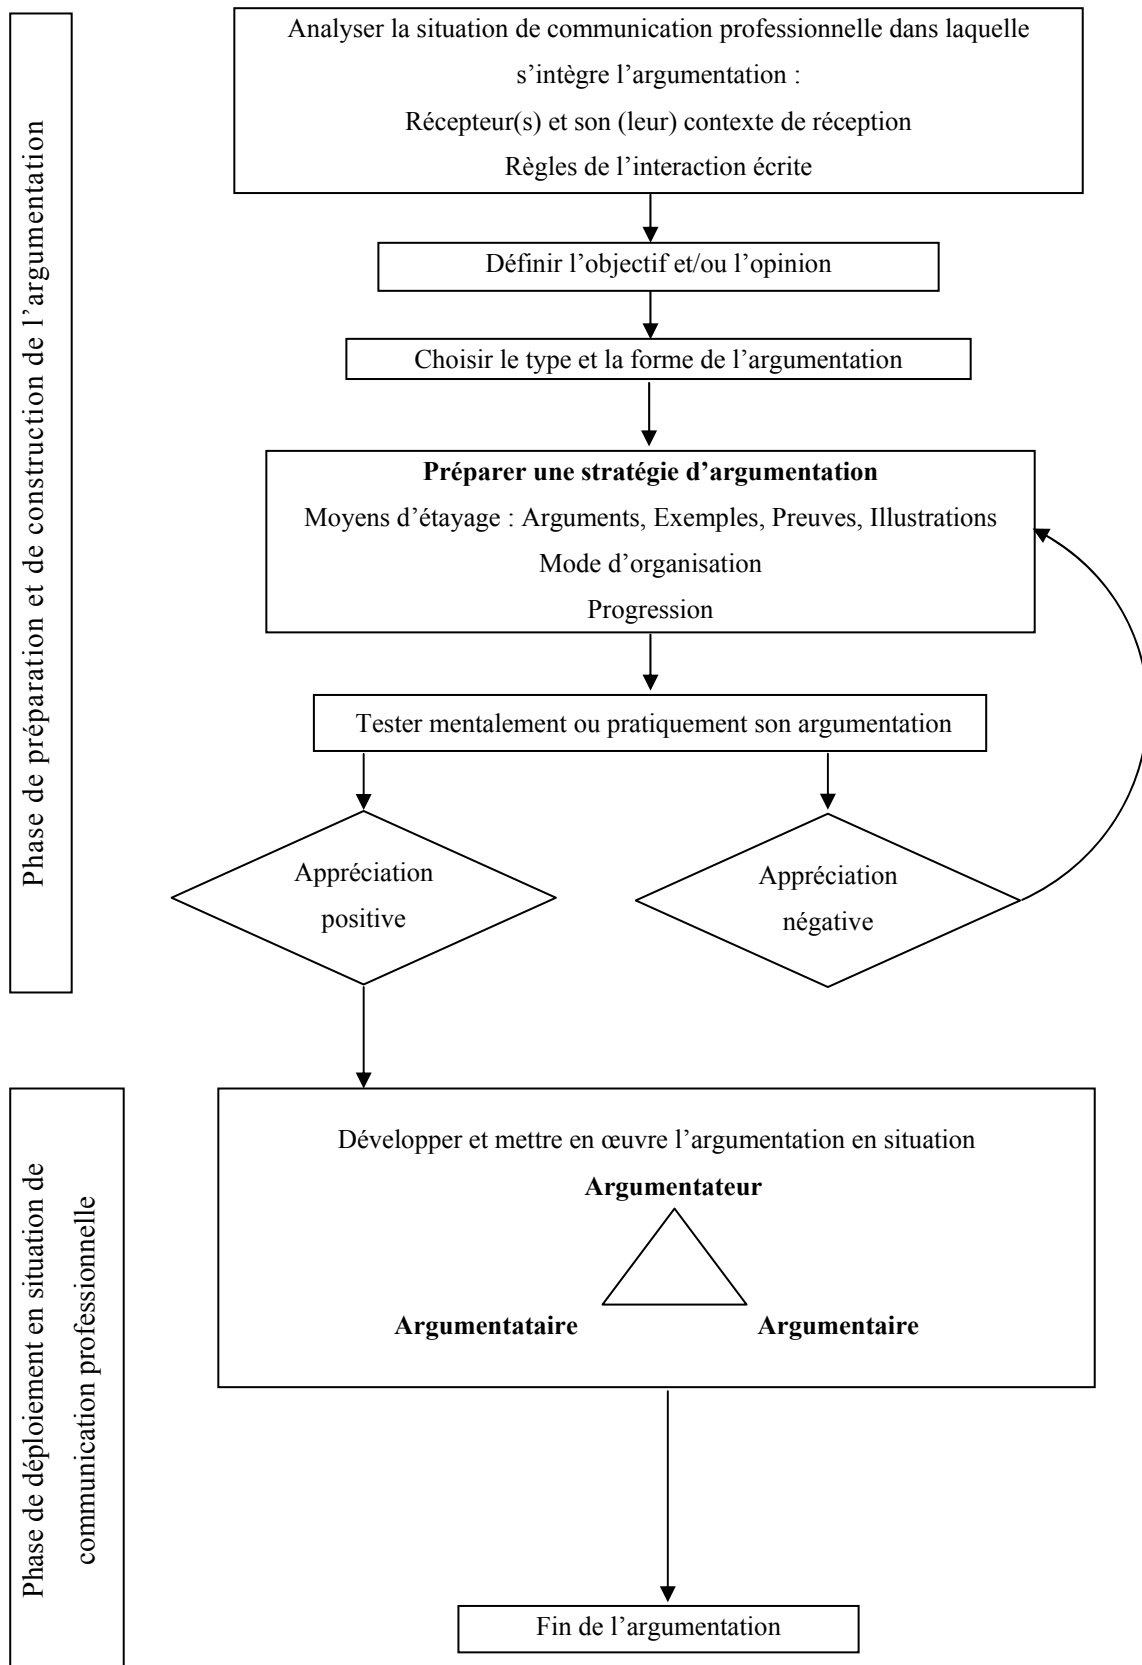 Phase de préparation et de construction de l’argumentation
Analyser la situation de communication professionnelle dans laquelle
s’intègre l’argumentation :
Récepteur(s) et son (leur) contexte de réception
Règles de l’interaction écrite
Définir l’objectif et/ou l’opinion
Choisir le type et la forme de l’argumentation
Préparer une stratégie d’argumentation
Moyens d’étayage : Arguments, Exemples, Preuves, Illustrations
Mode d’organisation
Progression
Tester mentalement ou pratiquement son argumentation
Appréciation
positive
Appréciation
négative
Phase de déploiement en situation de
communication professionnelle
Développer et mettre en œuvre l’argumentation en situation
Argumentateur
Argumentataire
Argumentaire
Fin de l’argumentation